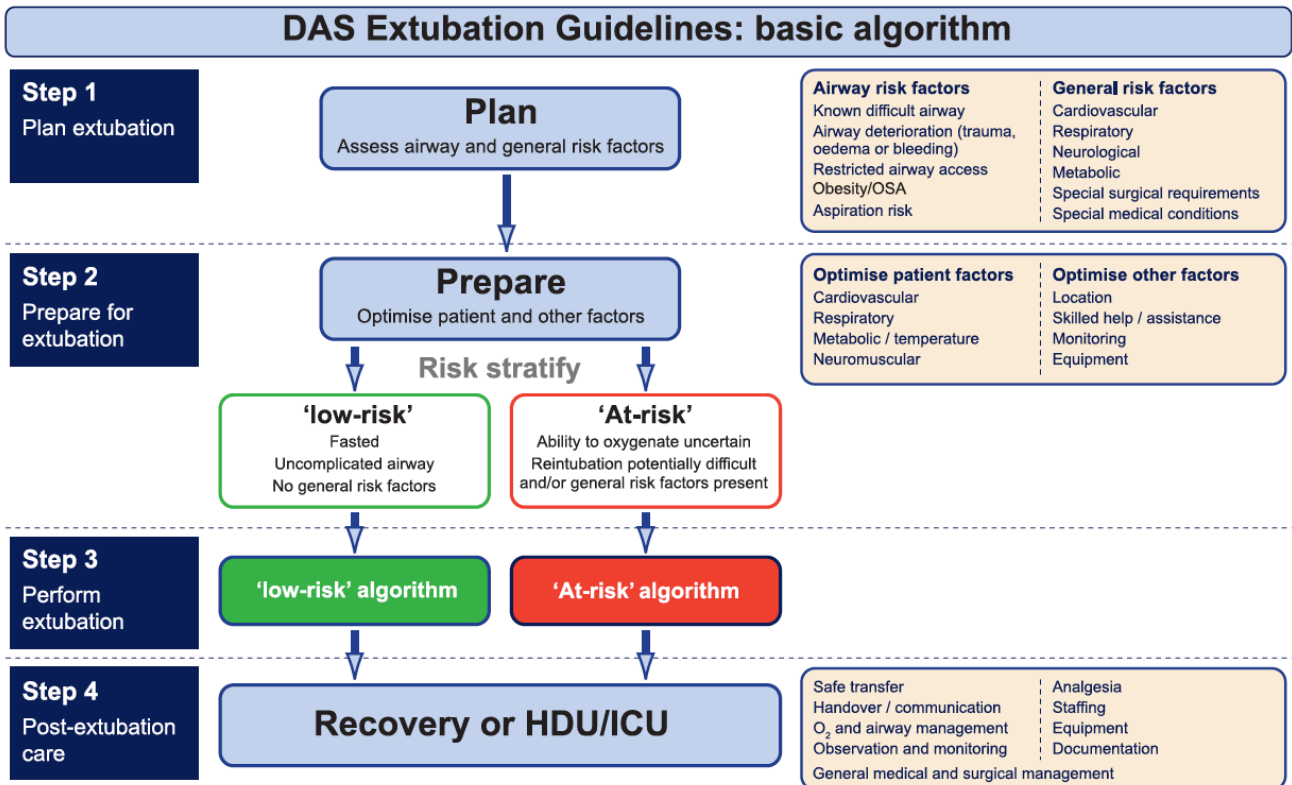 DAS Extubation Guidelines: basic algorithm
Step 1
Plan extubation
Plan
Assess airway and general risk factors
Airway risk factors
Known difficult airway
Airway deterioration (trauma,
oedema or bleeding)
Restricted airway access
Obesity/OSA
Aspiration risk
General risk factors
Cardiovascular
Respiratory
Neurological
Metabolic
Special surgical requirements
Special medical conditions
Step 2
Prepare for
extubation
Prepare
Optimise patient and other factors
Optimise patient factors
Cardiovascular
Respiratory
Metabolic / temperature
Neuromuscular
Optimise other factors
Location
Skilled help / assistance
Monitoring
Equipment
Risk stratify
‘low-risk’
Fasted
Uncomplicated airway
No general risk factors
‘At-risk’
Ability to oxygenate uncertain
Reintubation potentially difficult
and/or general risk factors present
Step 3
Perform
extubation
‘low-risk’ algorithm
‘At-risk’ algorithm
Step 4
Post-extubation
care
Recovery or HDU/ICU
Safe transfer
Handover / communication
O₂ and airway management
Observation and monitoring
Analgesia
Staffing
Equipment
Documentation
General medical and surgical management